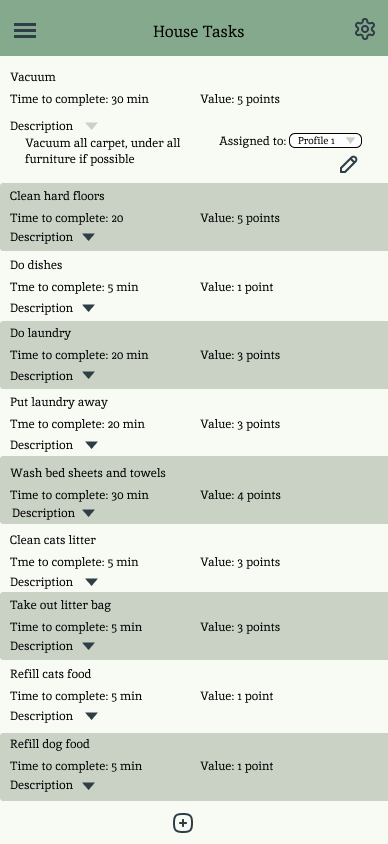 House Tasks
Vacuum
Time to complete: 30 min Value: 5 points
Description
Vacuum all carpet, under all
furniture if possible
Assigned to: Profile 1
Clean hard floors
Time to complete: 20 Value: 5 points
Description
Do dishes
Tme to complete: 5 min Value: 1 point
Description
Do laundry
Time to complete: 20 min Value: 3 points
Description
Put laundry away
Tme to complete: 20 min Value: 3 points
Description
Wash bed sheets and towels
Time to complete: 30 min Value: 4 points
Description
Clean cats litter
Tme to complete: 5 min Value: 3 points
Description
Take out litter bag
Time to complete: 5 min Value: 3 points
Description
Refill cats food
Time to complete: 5 min Value: 1 point
Description
Refill dog food
Time to complete: 5 min Value: 1 point
Description